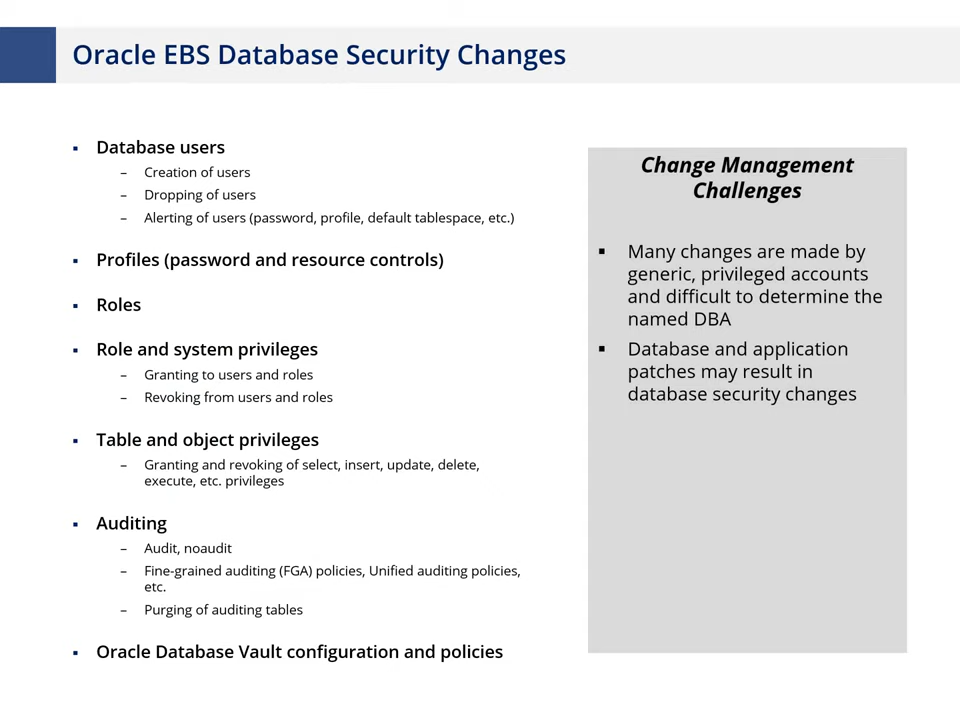 Oracle EBS Database Security Changes
▪ Database users
– Creation of users
– Dropping of users
– Alerting of users (password, profile, default tablespace, etc.)
▪ Profiles (password and resource controls)
▪ Roles
▪ Role and system privileges
– Granting to users and roles
– Revoking from users and roles
▪ Table and object privileges
– Granting and revoking of select, insert, update, delete,
execute, etc. privileges
▪ Auditing
– Audit, noaudit
– Fine-grained auditing (FGA) policies, Unified auditing policies,
etc.
– Purging of auditing tables
▪ Oracle Database Vault configuration and policies
Change Management
Challenges
▪ Many changes are made by
generic, privileged accounts
and difficult to determine the
named DBA
▪ Database and application
patches may result in
database security changes